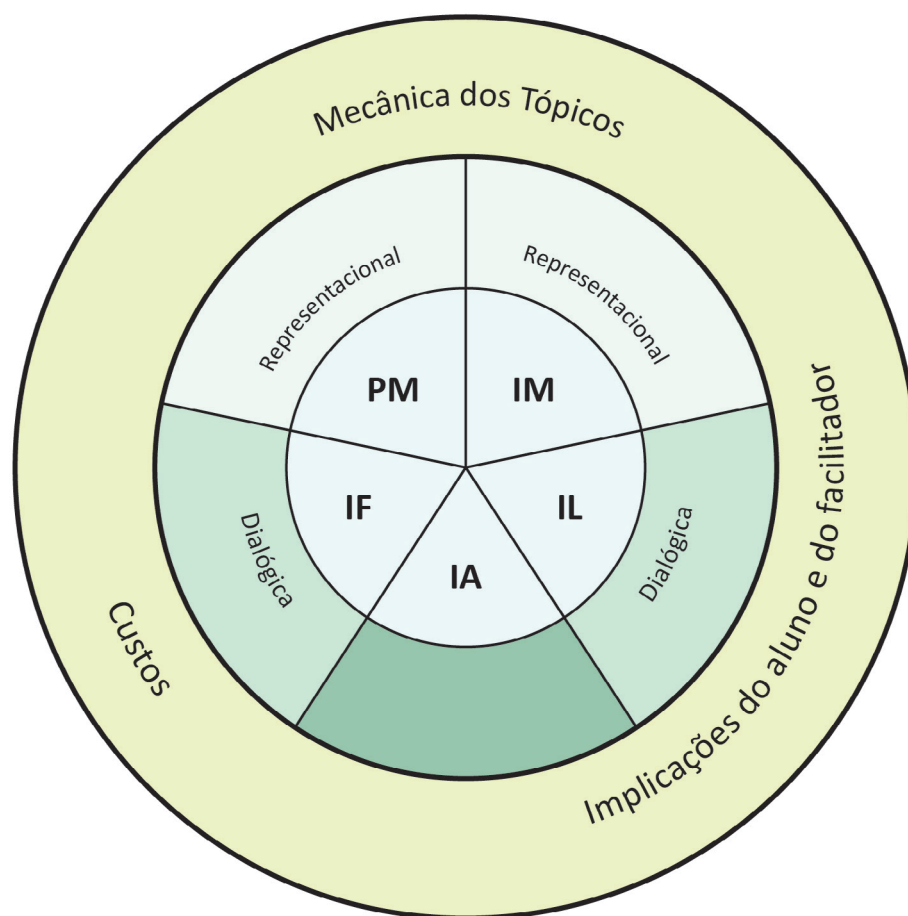 Mecânica dos Tópicos
Representacional
Representacional
PM
IM
IF
IL
IA
Dialógica
Dialógica
Custos
Implicações do aluno e do facilitador